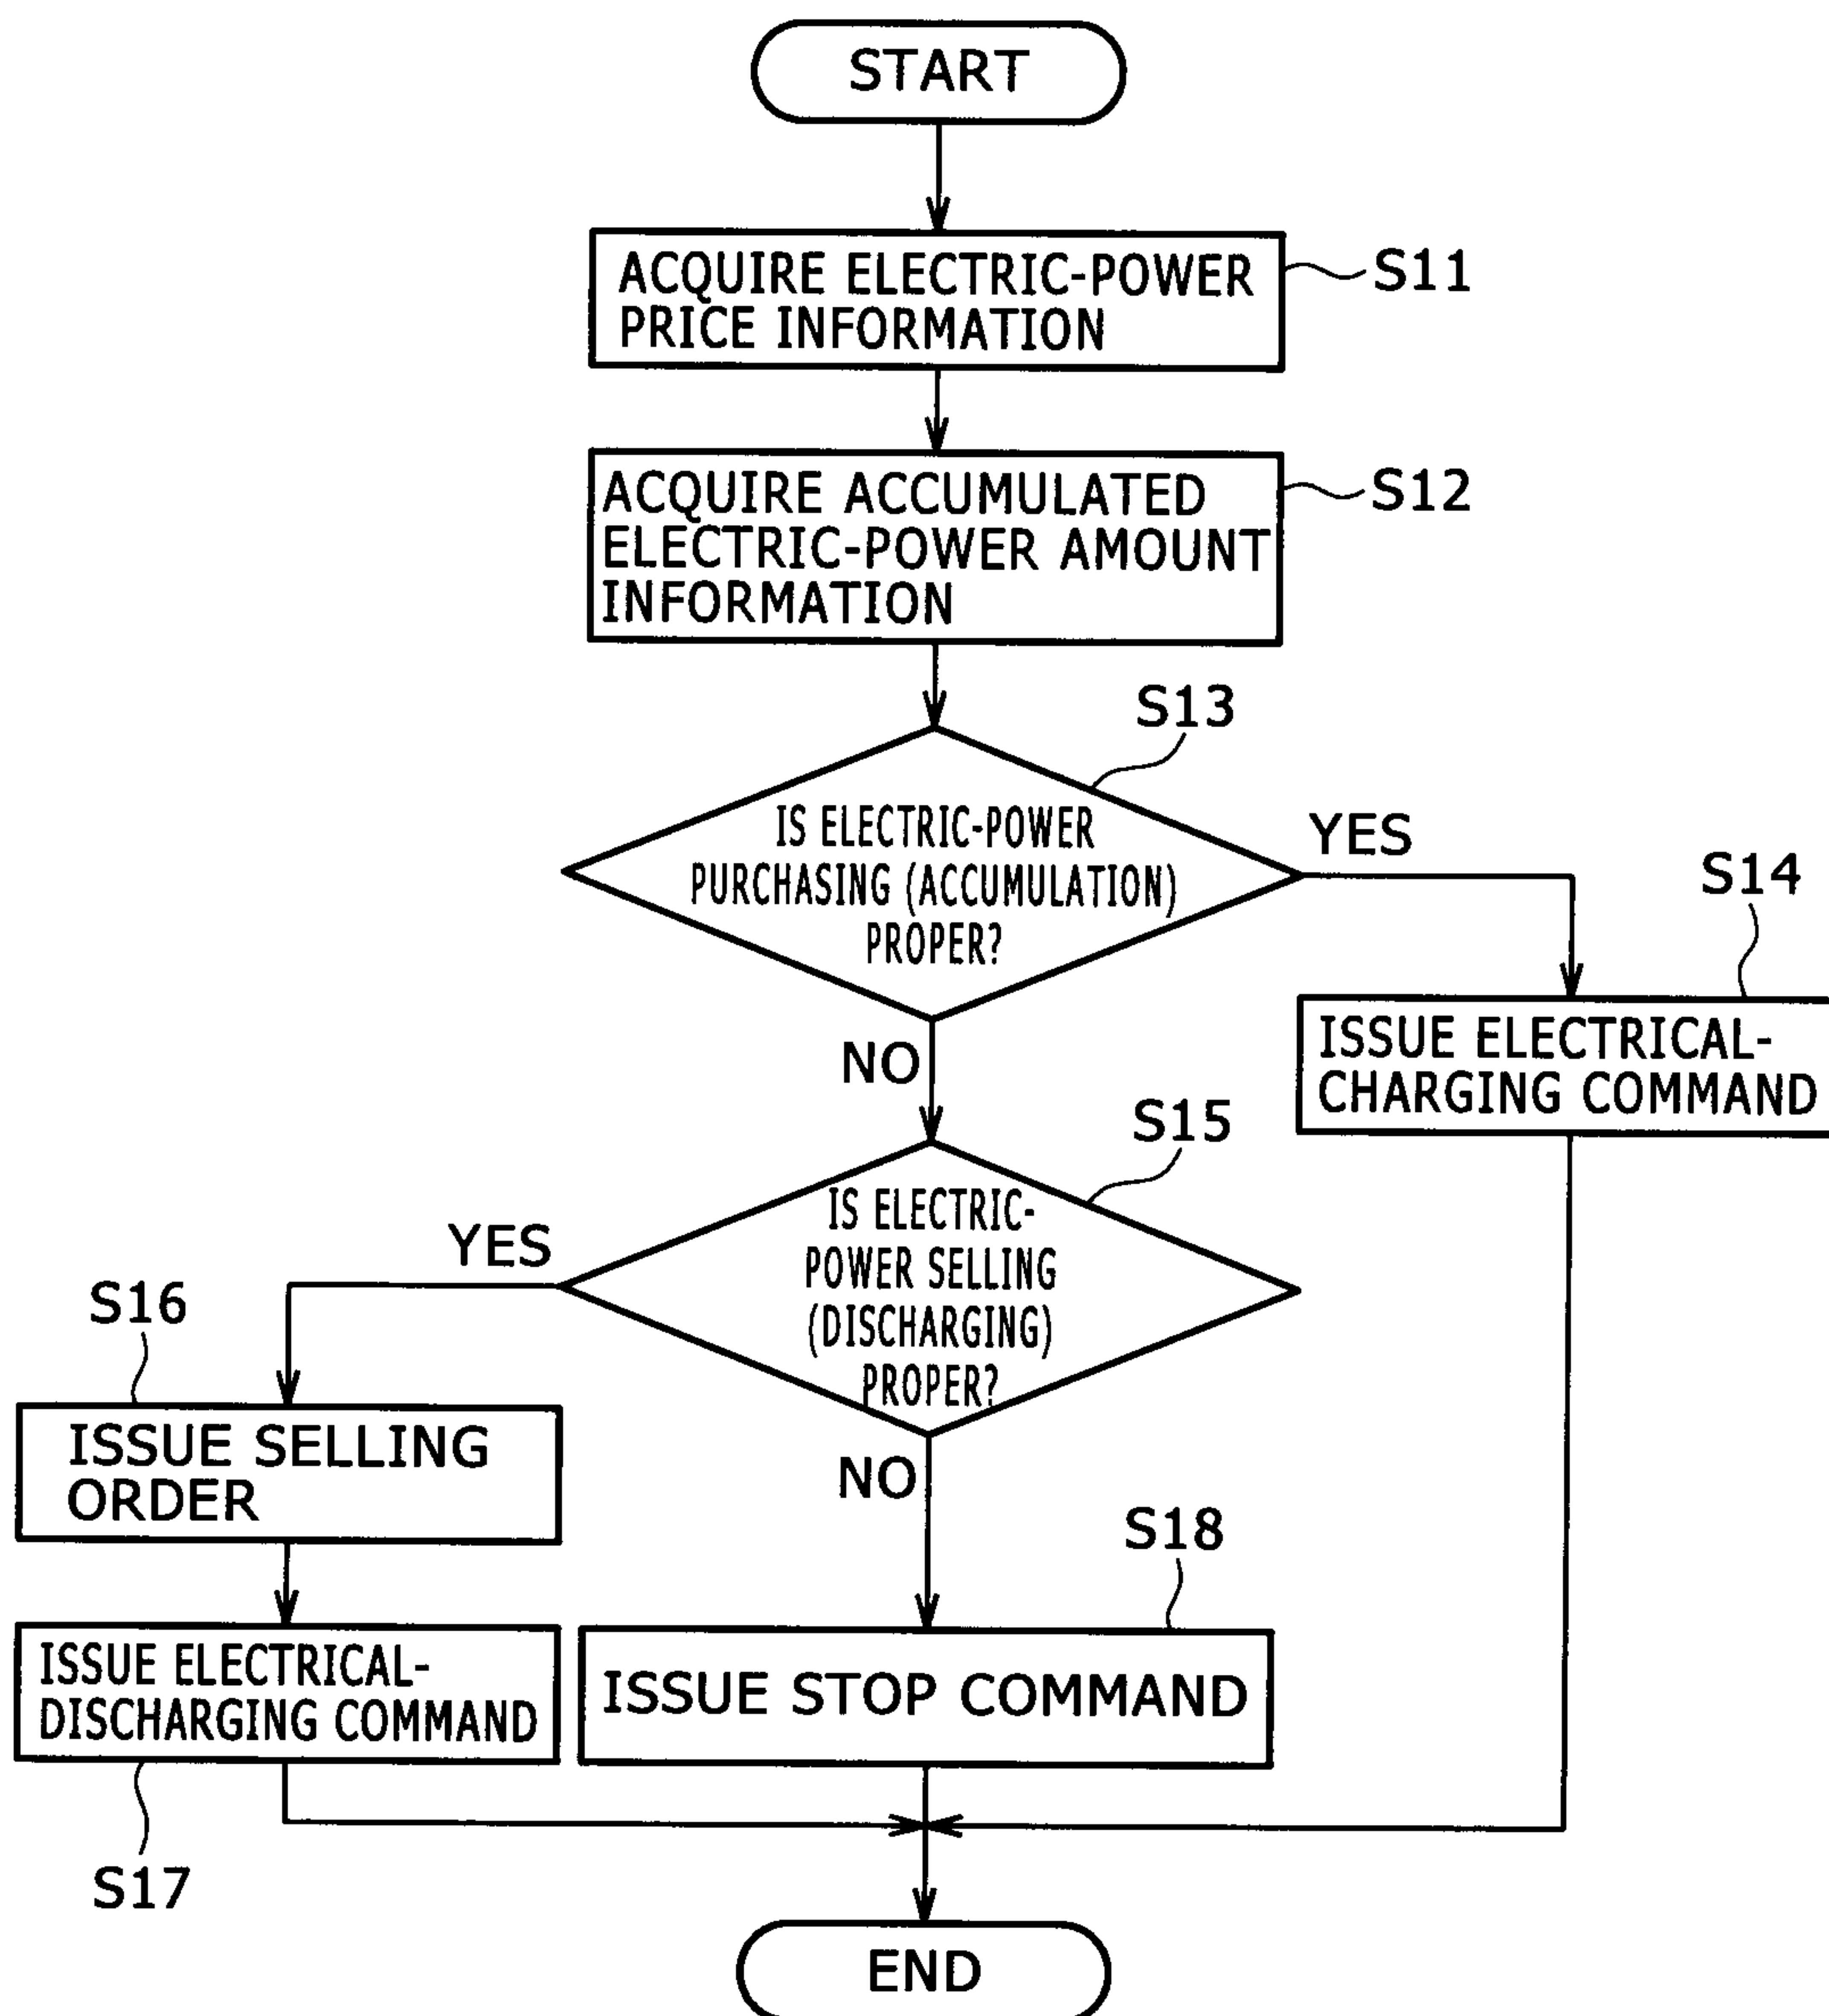 START
ACQUIRE ELECTRIC-POWER
PRICE INFORMATION
S11
ACQUIRE ACCUMULATED
ELECTRIC-POWER AMOUNT
INFORMATION
S12
S13
IS ELECTRIC-POWER
PURCHASING (ACCUMULATION)
PROPER?
YES
S14
ISSUE ELECTRICAL-
CHARGING COMMAND
NO
S15
IS ELECTRIC-
POWER SELLING
(DISCHARGING)
PROPER?
YES
S16
ISSUE SELLING
ORDER
NO
S18
ISSUE ELECTRICAL-
DISCHARGING COMMAND
ISSUE STOP COMMAND
S17
END